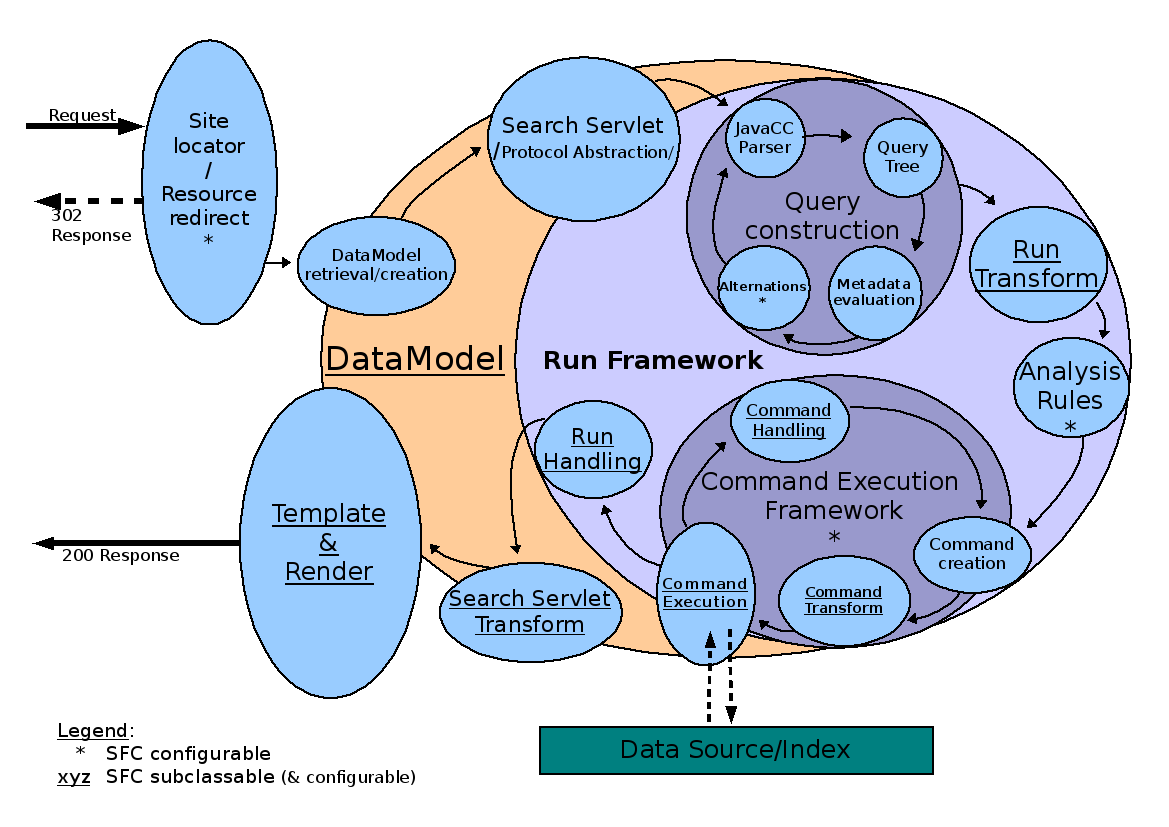 Request
Site
locator
/
Resource
redirect
*
302
Response
DataModel
retrieval/creation
Search Servlet
/Protocol Abstraction/
JavaCC
Parser
Query
Tree
Query
construction
Alternations
*
Metadata
evaluation
Run
Transform
Analysis
Rules
*
DataModel
Run Framework
Command
Handling
Run
Handling
Command Execution
Framework
*
Command
creation
Command
Transform
Command
Execution
Search Servlet
Transform
Template
&
Render
200 Response
Data Source/Index
Legend:
* SFC configurable
xyz SFC subclassable (& configurable)